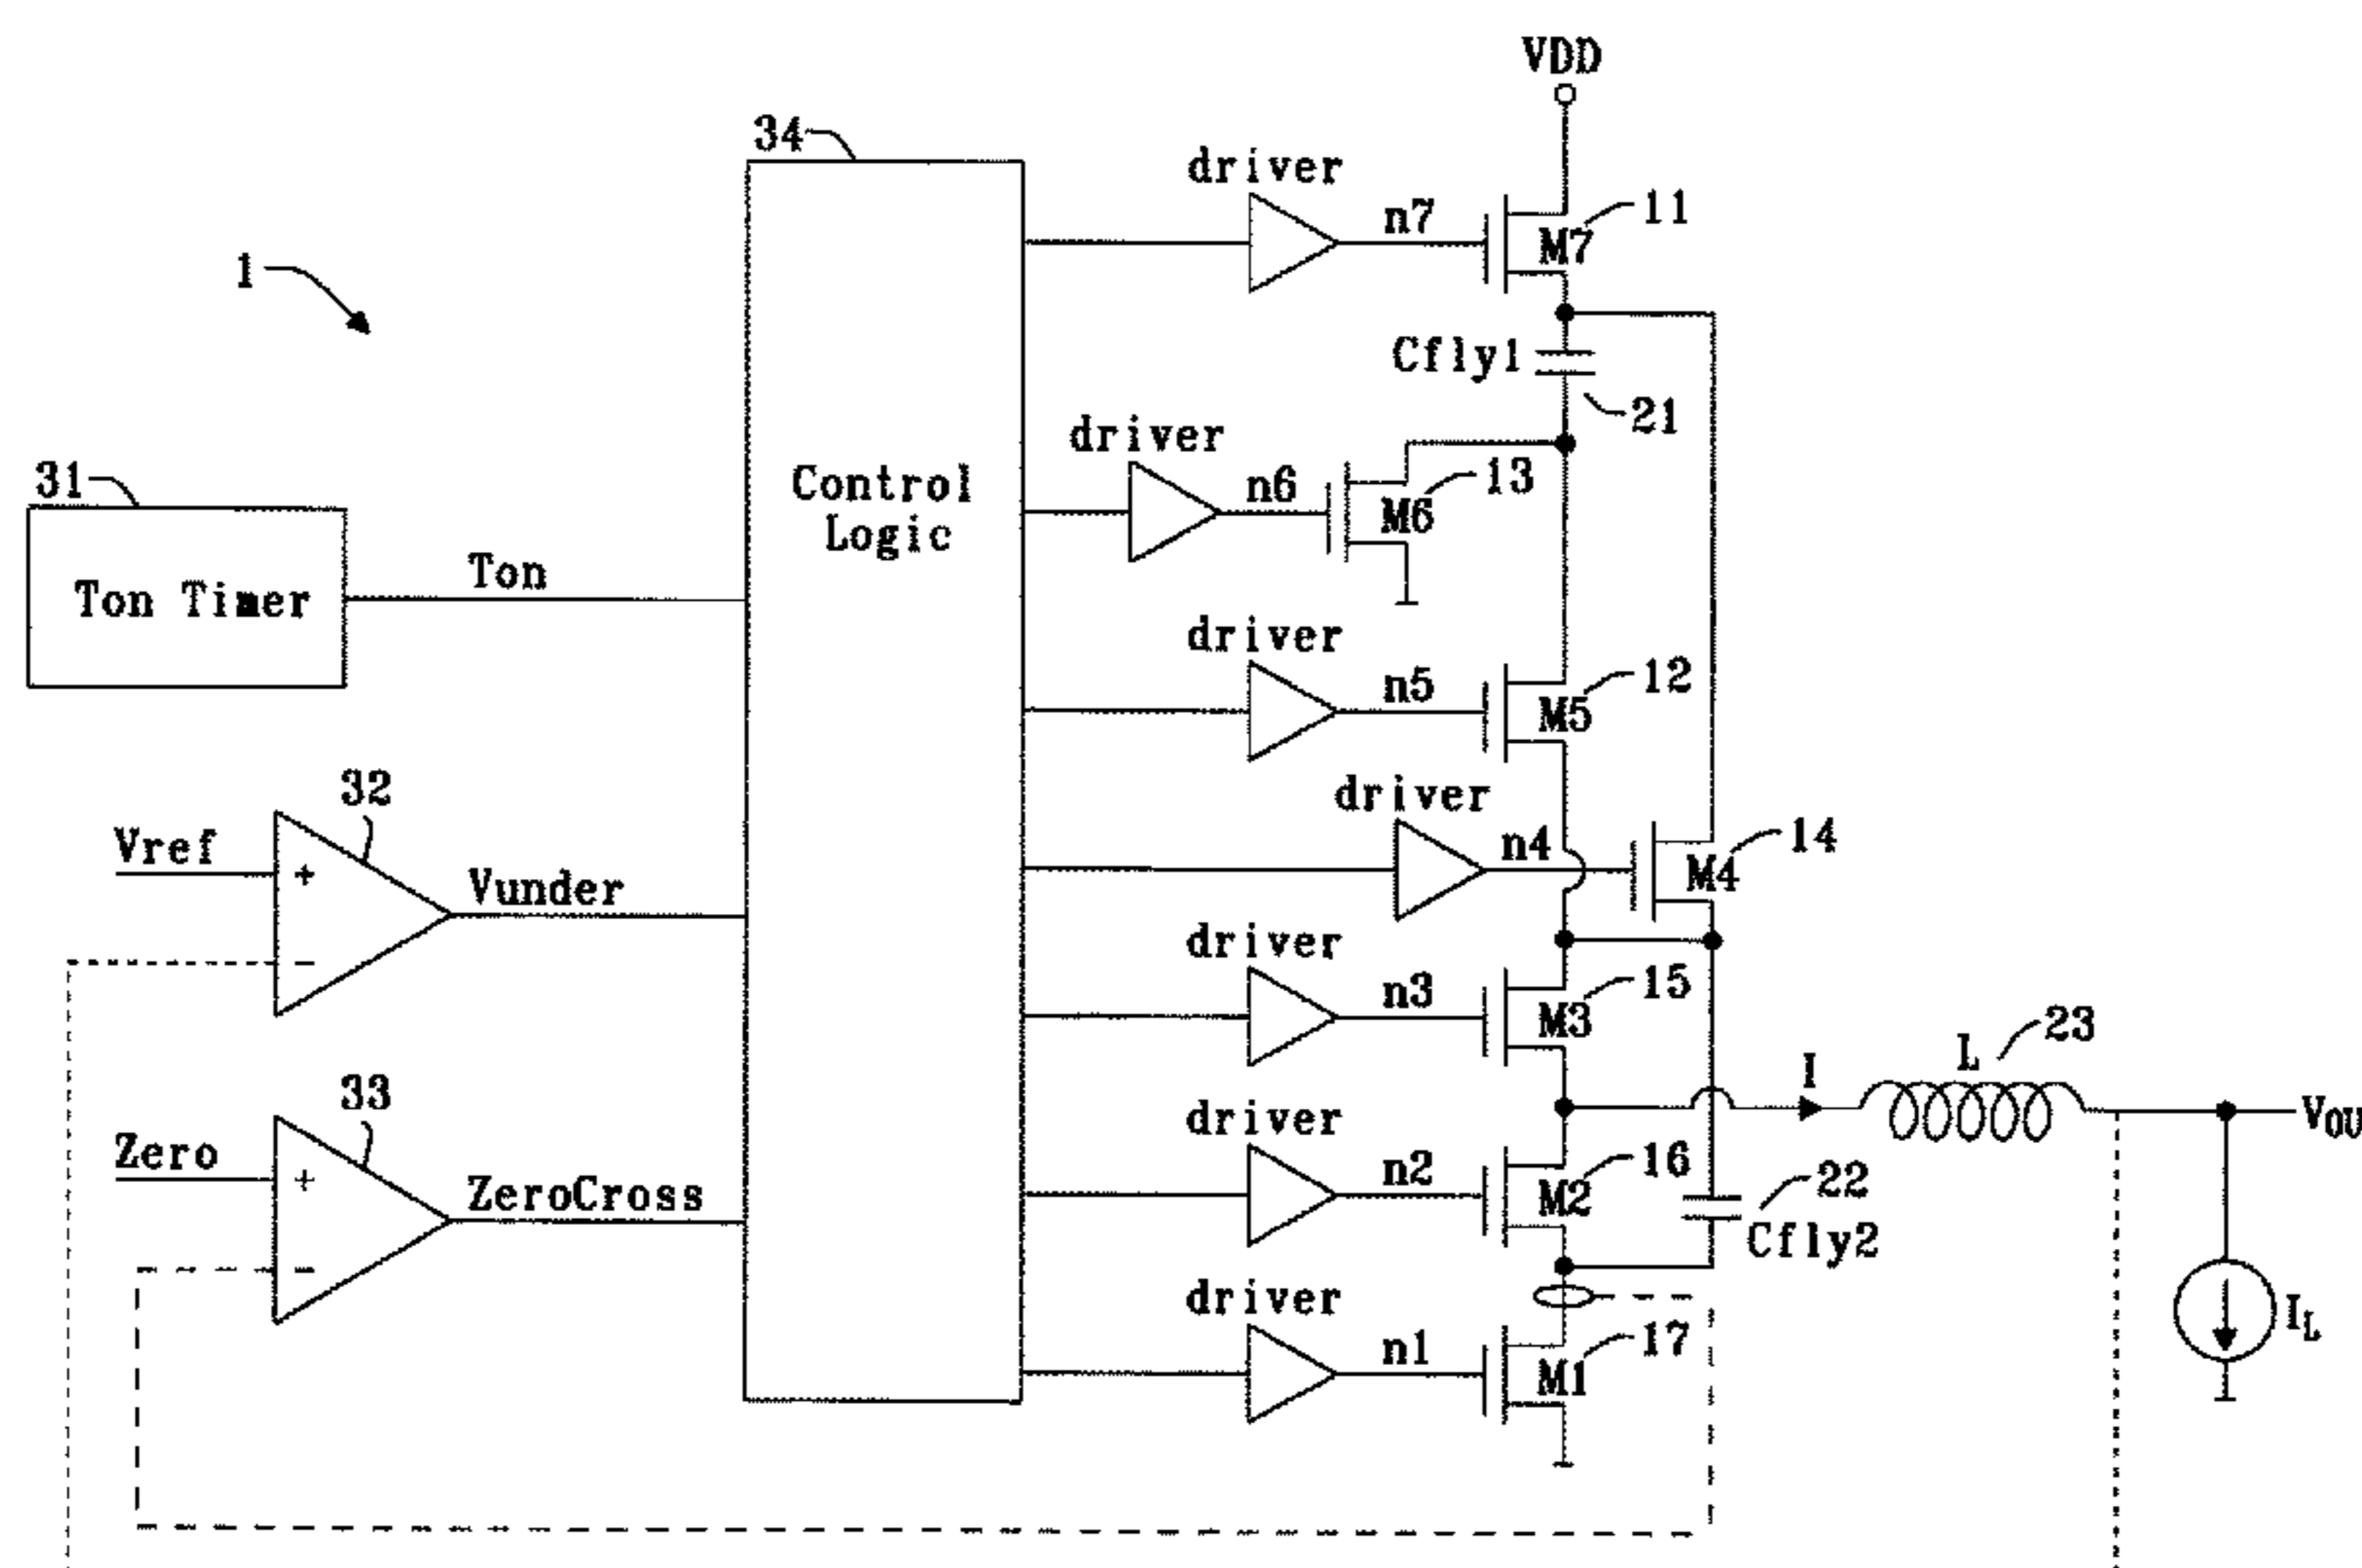 VDD
34
driver
n7
11
M7
1
Cfly1
21
driver
n6
13
M6
31
Control
Logic
Ton Timer
Ton
driver
n5
12
M5
32
driver
n4
14
M4
Vref
+
Vunder
−
driver
n3
15
M3
23
L
I
33
driver
n2
16
M2
22
Cfly2
VOU
Zero
+
ZeroCross
−
driver
n1
17
M1
IL